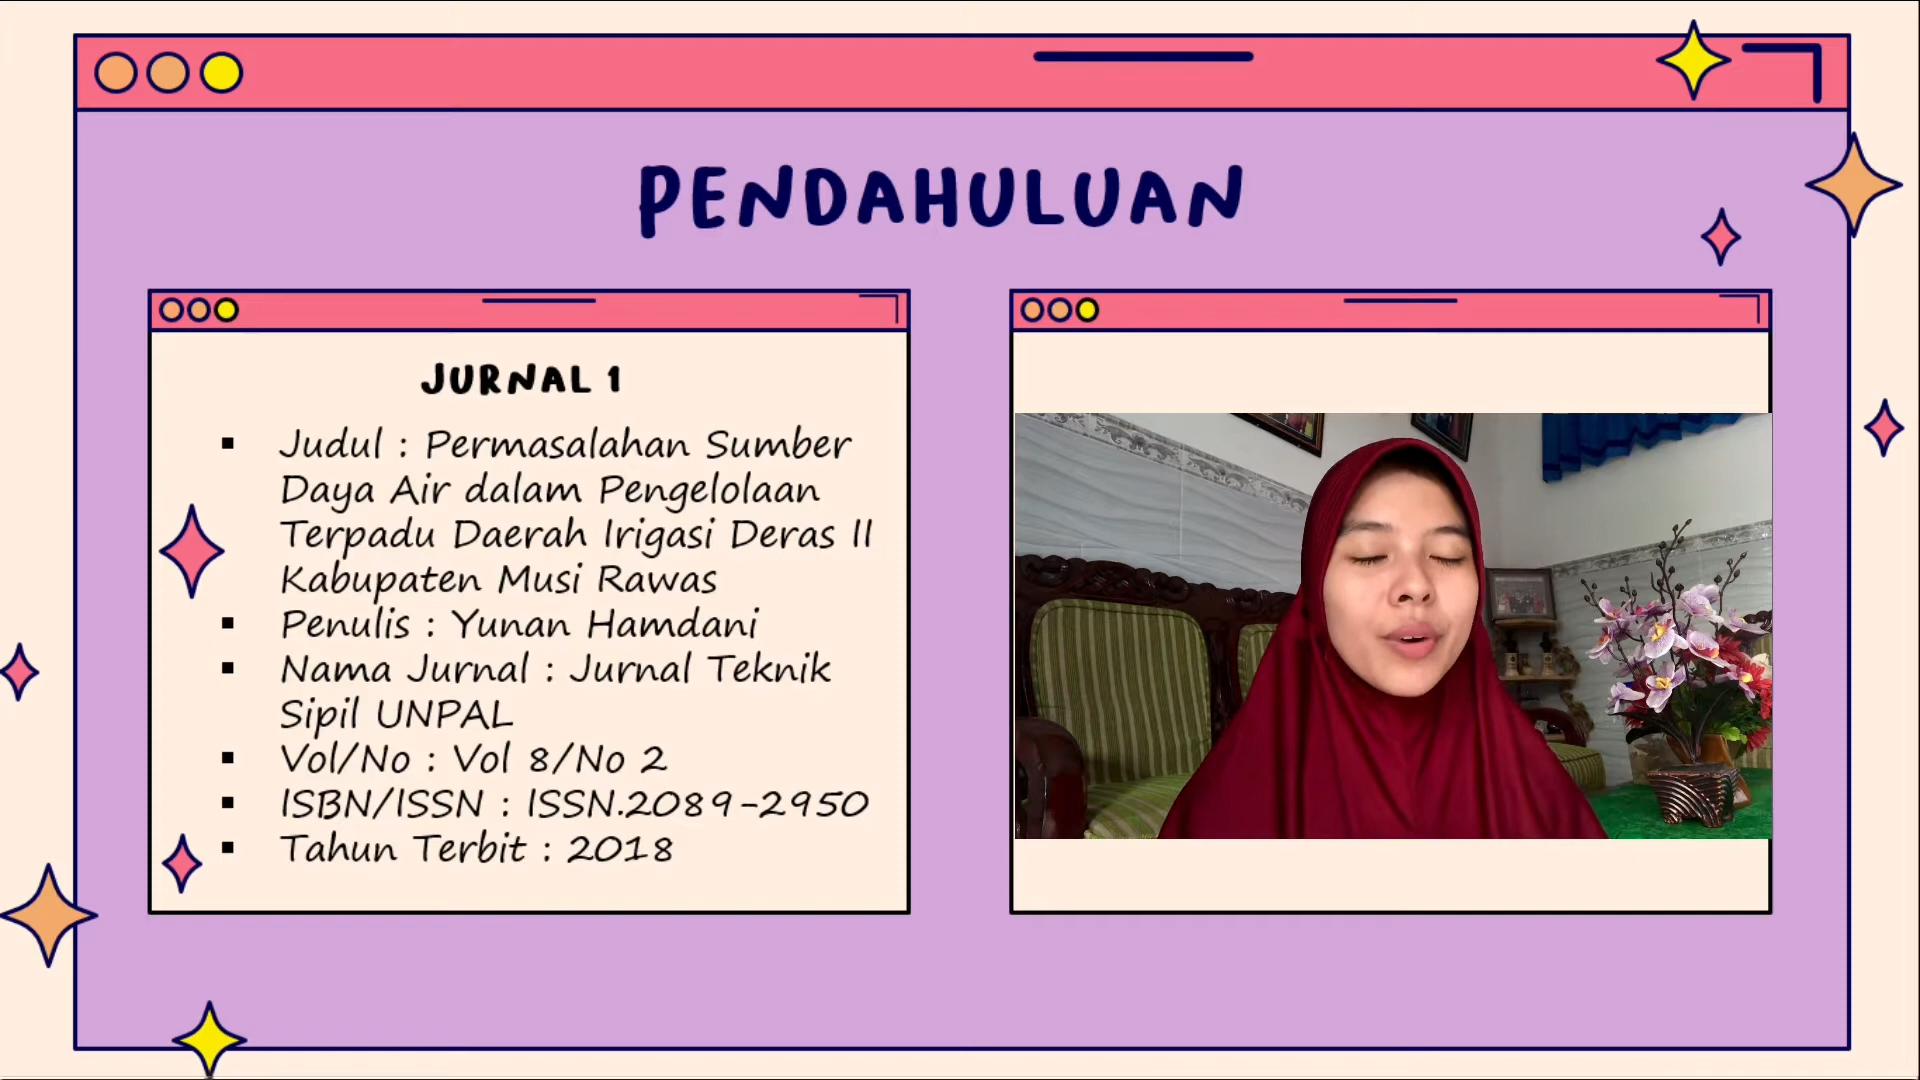 PENDAHULUAN
JURNAL 1
▪ Judul : Permasalahan Sumber
Daya Air dalam Pengelolaan
Terpadu Daerah Irigasi Deras II
Kabupaten Musi Rawas
▪ Penulis : Yunan Hamdani
▪ Nama Jurnal : Jurnal Teknik
Sipil UNPAL
▪ Vol/No : Vol 8/No 2
▪ ISBN/ISSN : ISSN.2089-2950
▪ Tahun Terbit : 2018